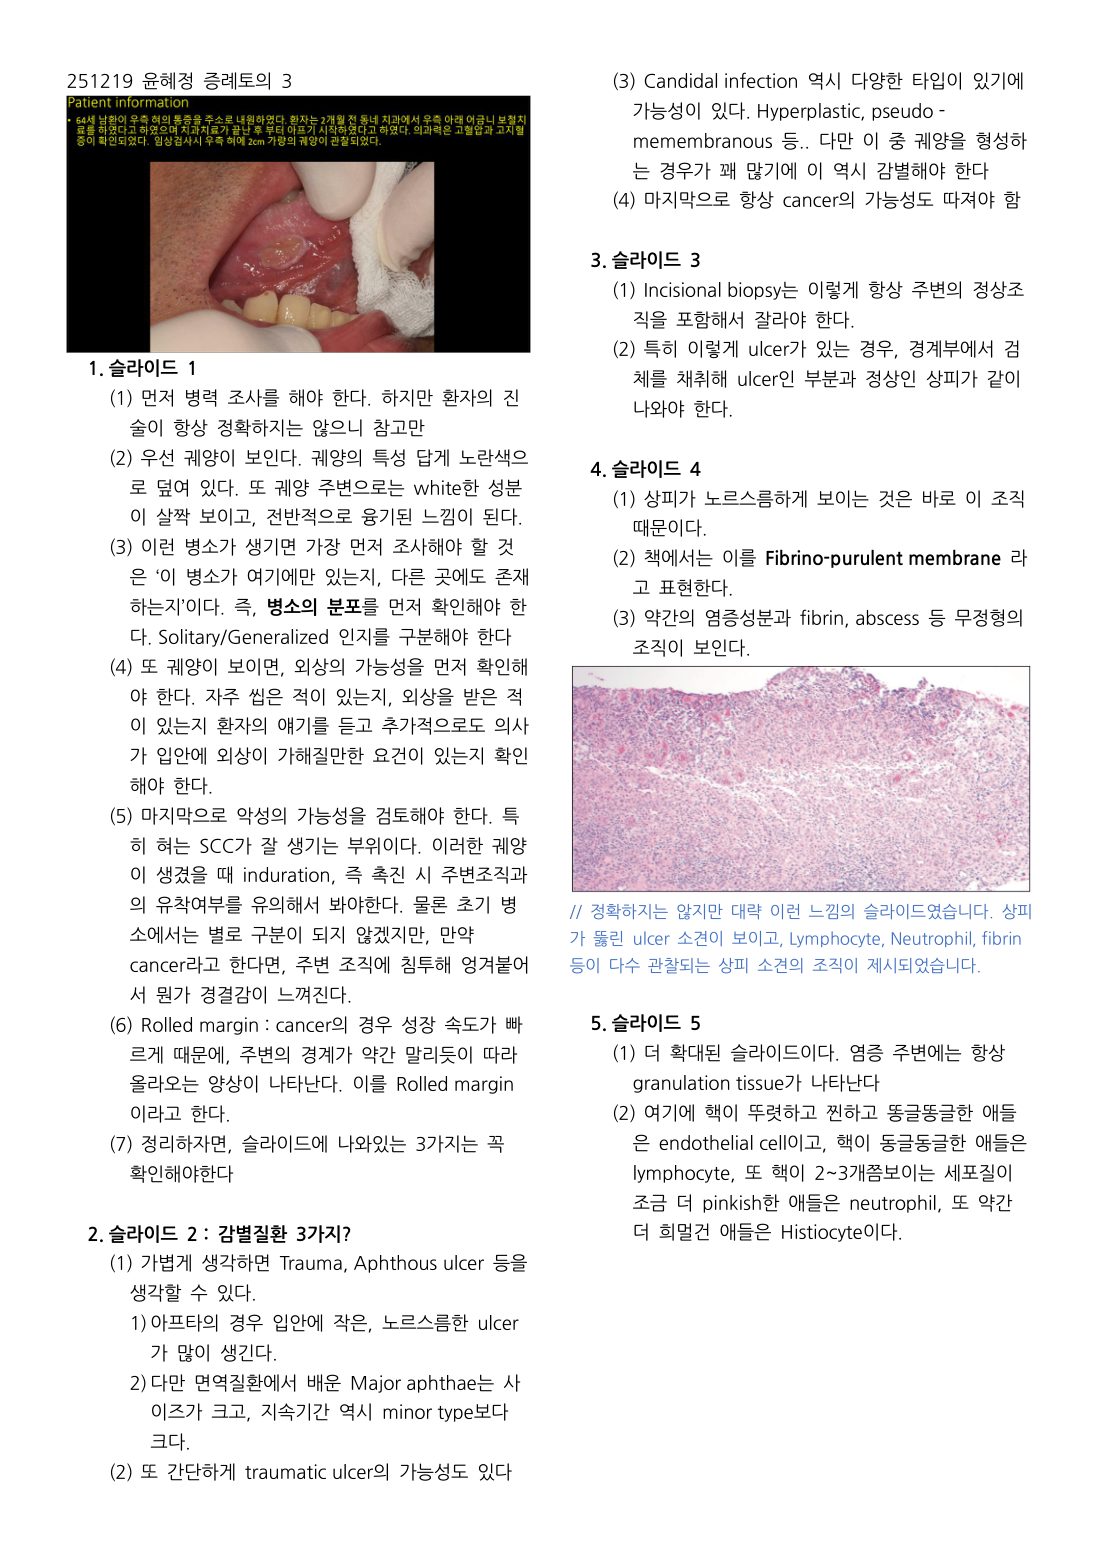 251219 윤혜정 증례토의 3
Patient information
• 64세 남환이 우측 혀의 통증을 주소로 내원하였다. 환자는 2개월 전 동네 치과에서 우측 아래 어금니 보철치
료를 하였다고 하였으며 치과치료가 끝난 후 부터 아프기 시작하였다고 하였다. 의과력은 고혈압과 고지혈
증이 확인되었다. 임상검사시 우측 혀에 2cm 가량의 궤양이 관찰되었다.
1. 슬라이드 1
(1) 먼저 병력 조사를 해야 한다. 하지만 환자의 진
술이 항상 정확하지는 않으니 참고만
(2) 우선 궤양이 보인다. 궤양의 특성 답게 노란색으
로 덮여 있다. 또 궤양 주변으로는 white한 성분
이 살짝 보이고, 전반적으로 융기된 느낌이 된다.
(3) 이런 병소가 생기면 가장 먼저 조사해야 할 것
은 ‘이 병소가 여기에만 있는지, 다른 곳에도 존재
하는지’이다. 즉, 병소의 분포를 먼저 확인해야 한
다. Solitary/Generalized 인지를 구분해야 한다
(4) 또 궤양이 보이면, 외상의 가능성을 먼저 확인해
야 한다. 자주 씹은 적이 있는지, 외상을 받은 적
이 있는지 환자의 얘기를 듣고 추가적으로도 의사
가 입안에 외상이 가해질만한 요건이 있는지 확인
해야 한다.
(5) 마지막으로 악성의 가능성을 검토해야 한다. 특
히 혀는 SCC가 잘 생기는 부위이다. 이러한 궤양
이 생겼을 때 induration, 즉 촉진 시 주변조직과
의 유착여부를 유의해서 봐야한다. 물론 초기 병
소에서는 별로 구분이 되지 않겠지만, 만약
cancer라고 한다면, 주변 조직에 침투해 엉겨붙어
서 뭔가 경결감이 느껴진다.
(6) Rolled margin : cancer의 경우 성장 속도가 빠
르게 때문에, 주변의 경계가 약간 말리듯이 따라
올라오는 양상이 나타난다. 이를 Rolled margin
이라고 한다.
(7) 정리하자면, 슬라이드에 나와있는 3가지는 꼭
확인해야한다
2. 슬라이드 2 : 감별질환 3가지?
(1) 가볍게 생각하면 Trauma, Aphthous ulcer 등을
생각할 수 있다.
1) 아프타의 경우 입안에 작은, 노르스름한 ulcer
가 많이 생긴다.
2) 다만 면역질환에서 배운 Major aphthae는 사
이즈가 크고, 지속기간 역시 minor type보다
크다.
(2) 또 간단하게 traumatic ulcer의 가능성도 있다
(3) Candidal infection 역시 다양한 타입이 있기에
가능성이 있다. Hyperplastic, pseudo -
memembranous 등.. 다만 이 중 궤양을 형성하
는 경우가 꽤 많기에 이 역시 감별해야 한다
(4) 마지막으로 항상 cancer의 가능성도 따져야 함
3. 슬라이드 3
(1) Incisional biopsy는 이렇게 항상 주변의 정상조
직을 포함해서 잘라야 한다.
(2) 특히 이렇게 ulcer가 있는 경우, 경계부에서 검
체를 채취해 ulcer인 부분과 정상인 상피가 같이
나와야 한다.
4. 슬라이드 4
(1) 상피가 노르스름하게 보이는 것은 바로 이 조직
때문이다.
(2) 책에서는 이를 Fibrino-purulent membrane 라
고 표현한다.
(3) 약간의 염증성분과 fibrin, abscess 등 무정형의
조직이 보인다.
// 정확하지는 않지만 대략 이런 느낌의 슬라이드였습니다. 상피
가 뚫린 ulcer 소견이 보이고, Lymphocyte, Neutrophil, fibrin
등이 다수 관찰되는 상피 소견의 조직이 제시되었습니다.
5. 슬라이드 5
(1) 더 확대된 슬라이드이다. 염증 주변에는 항상
granulation tissue가 나타난다
(2) 여기에 핵이 뚜렷하고 찐하고 똥글똥글한 애들
은 endothelial cell이고, 핵이 동글동글한 애들은
lymphocyte, 또 핵이 2~3개쯤보이는 세포질이
조금 더 pinkish한 애들은 neutrophil, 또 약간
더 희멀건 애들은 Histiocyte이다.